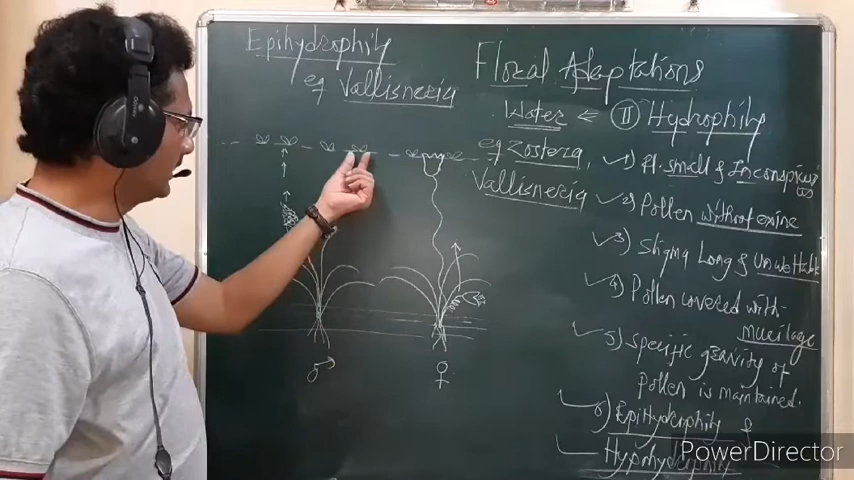 Epihydrophily
eg Vallisneria
Floral Adaptations
Water ← II Hydrophily
eg Zostera,
Vallisneria
1) Fl. small & Inconspicuous
2) Pollen without exine
3) Stigma Long & Unwettable
4) Pollen covered with
mucilage
5) Specific gravity of
Pollen is maintained.
6) EpiHydrophily &
Hypohydrophily
♂
♀
PowerDirector